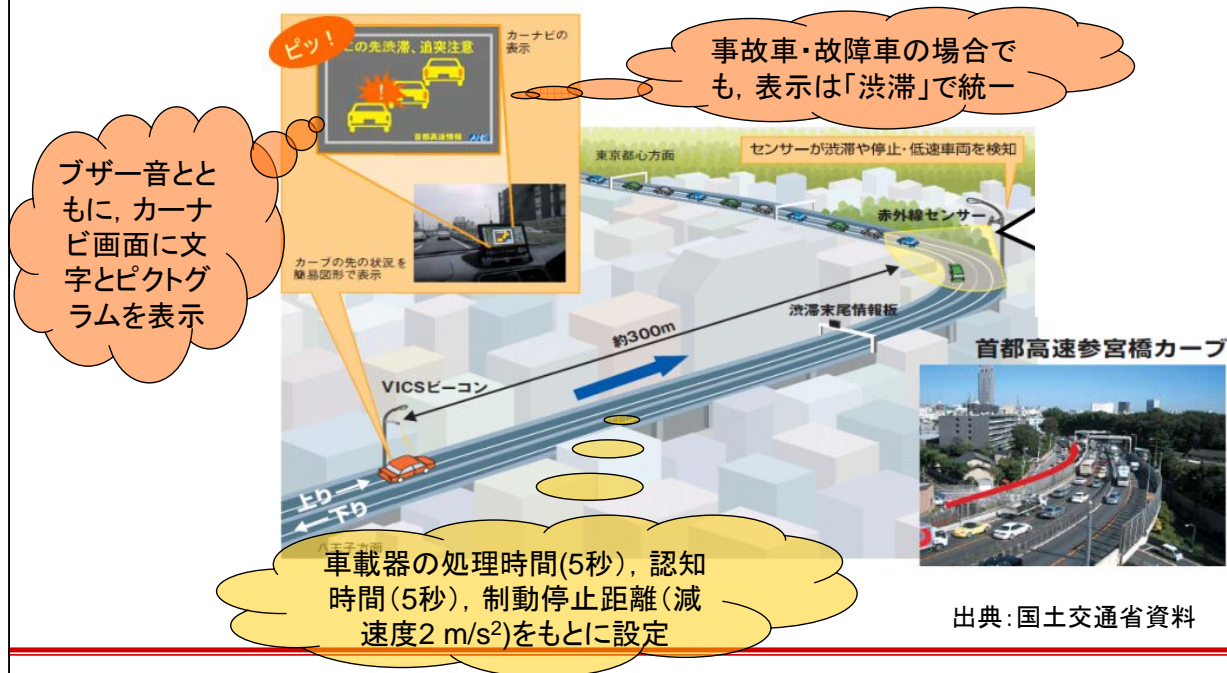 ピッ！
この先渋滞、追突注意
！
首都高速情報 AHS
カーナビの
表示
カーブの先の状況を
簡易図形で表示
事故車・故障車の場合で
も，表示は「渋滞」で統一
ブザー音とと
もに，カーナ
ビ画面に文
字とピクトグ
ラムを表示
東京都心方面
センサーが渋滞や停止・低速車両を検知
赤外線センサー
渋滞末尾情報板
約300m
VICSビーコン
上り
下り
八王子方面
首都高速参宮橋カーブ
車載器の処理時間(5秒)，認知
時間(5秒)，制動停止距離(減
速度2 m/s²)をもとに設定
出典：国土交通省資料